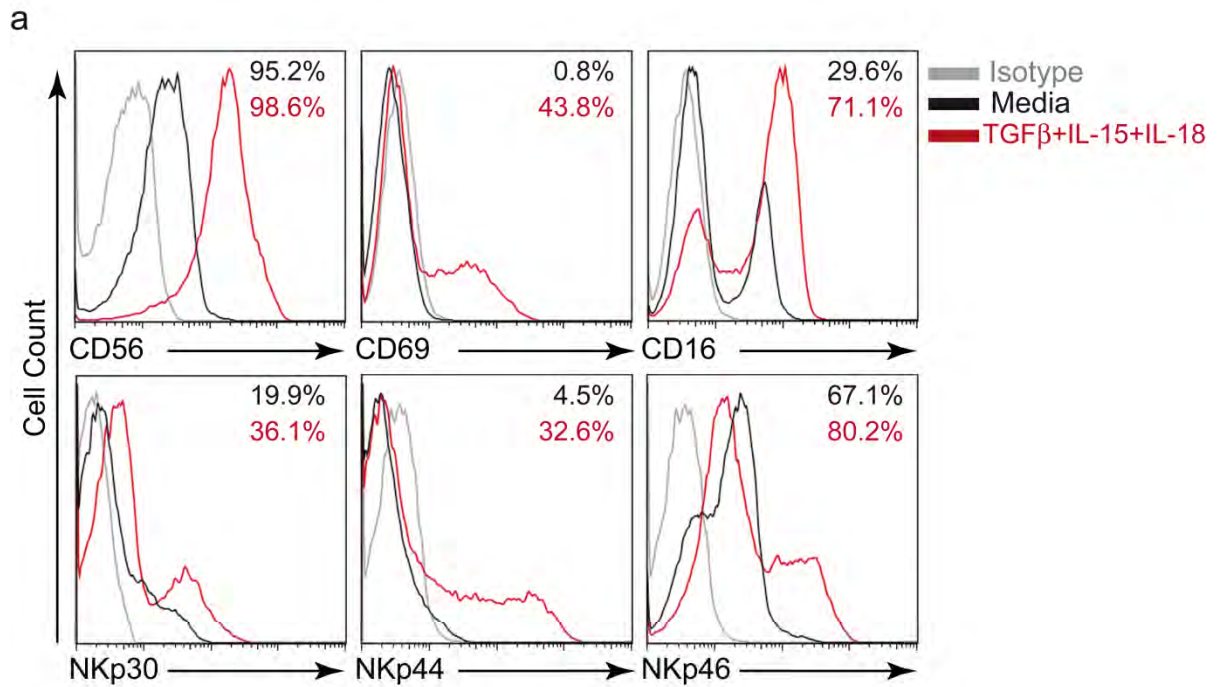 a
95.2%
98.6%
0.8%
43.8%
29.6%
71.1%
Isotype
Media
TGFβ+IL-15+IL-18
Cell Count
CD56
CD69
CD16
19.9%
36.1%
4.5%
32.6%
67.1%
80.2%
NKp30
NKp44
NKp46